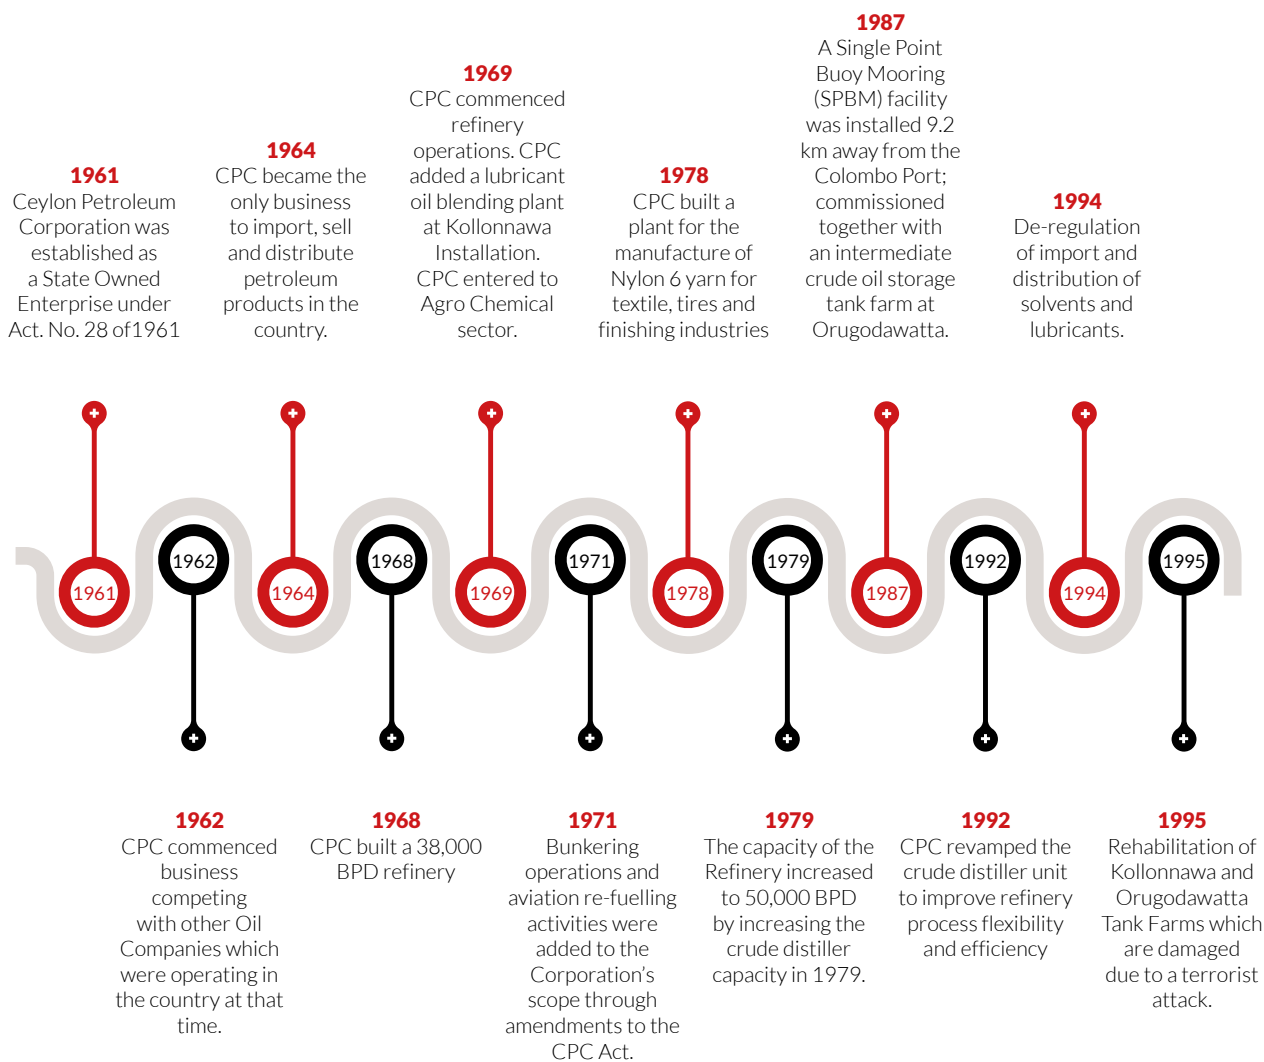 1961
Ceylon Petroleum
Corporation was
established as
a State Owned
Enterprise under
Act. No. 28 of1961
1964
CPC became the
only business
to import, sell
and distribute
petroleum
products in the
country.
1969
CPC commenced
refinery
operations. CPC
added a lubricant
oil blending plant
at Kollonnawa
Installation.
CPC entered to
Agro Chemical
sector.
1978
CPC built a
plant for the
manufacture of
Nylon 6 yarn for
textile, tires and
finishing industries
1987
A Single Point
Buoy Mooring
(SPBM) facility
was installed 9.2
km away from the
Colombo Port;
commissioned
together with
an intermediate
crude oil storage
tank farm at
Orugodawatta.
1994
De-regulation
of import and
distribution of
solvents and
lubricants.
1961
1962
1964
1968
1969
1971
1978
1979
1987
1992
1994
1995
1962
CPC commenced
business
competing
with other Oil
Companies which
were operating in
the country at that
time.
1968
CPC built a 38,000
BPD refinery
1971
Bunkering
operations and
aviation re-fuelling
activities were
added to the
Corporation’s
scope through
amendments to the
CPC Act.
1979
The capacity of the
Refinery increased
to 50,000 BPD
by increasing the
crude distiller
capacity in 1979.
1992
CPC revamped the
crude distiller unit
to improve refinery
process flexibility
and efficiency
1995
Rehabilitation of
Kollonnawa and
Orugodawatta
Tank Farms which
are damaged
due to a terrorist
attack.